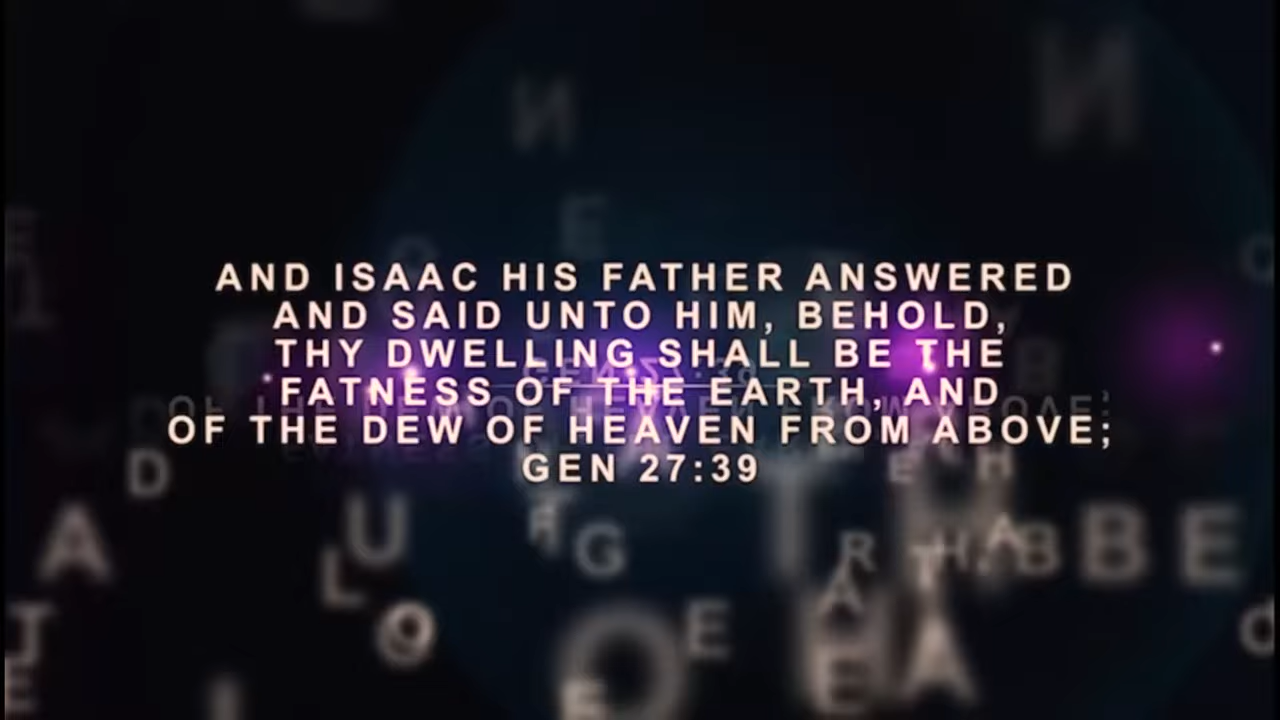 AND ISAAC HIS FATHER ANSWERED
AND SAID UNTO HIM, BEHOLD,
THY DWELLING SHALL BE THE
FATNESS OF THE EARTH, AND
OF THE DEW OF HEAVEN FROM ABOVE;
GEN 27:39